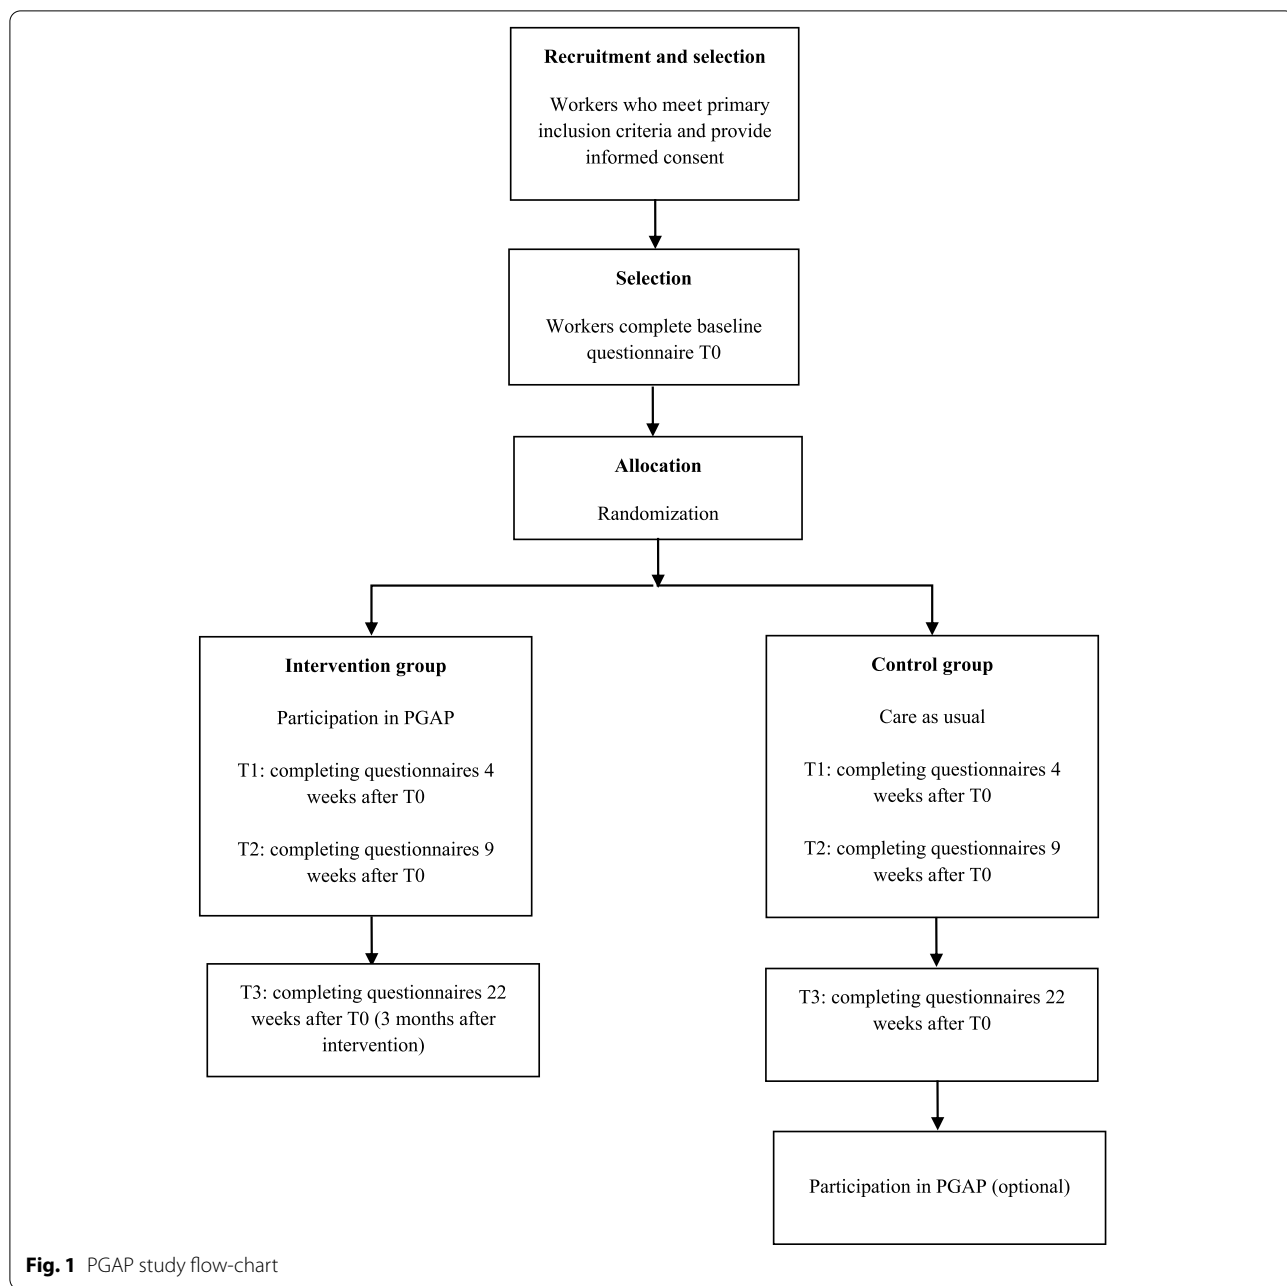 Recruitment and selection
Workers who meet primary
inclusion criteria and provide
informed consent
Selection
Workers complete baseline
questionnaire T0
Allocation
Randomization
Intervention group
Participation in PGAP
T1: completing questionnaires 4
weeks after T0
T2: completing questionnaires 9
weeks after T0
Control group
Care as usual
T1: completing questionnaires 4
weeks after T0
T2: completing questionnaires 9
weeks after T0
T3: completing questionnaires 22
weeks after T0 (3 months after
intervention)
T3: completing questionnaires 22
weeks after T0
Participation in PGAP (optional)
Fig. 1 PGAP study flow-chart